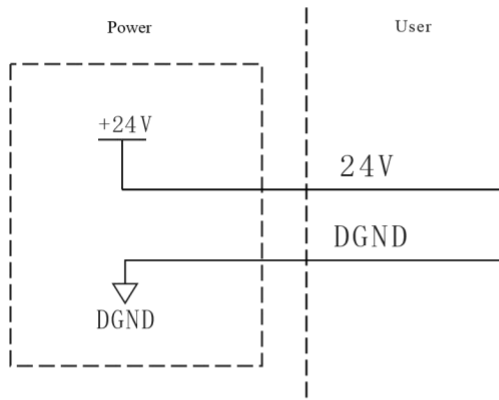 Power
User
+24V
24V
DGND
DGND